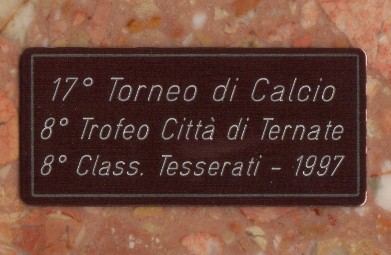 17° Torneo di Calcio
8° Trofeo Città di Ternate
8° Class. Tesserati - 1997